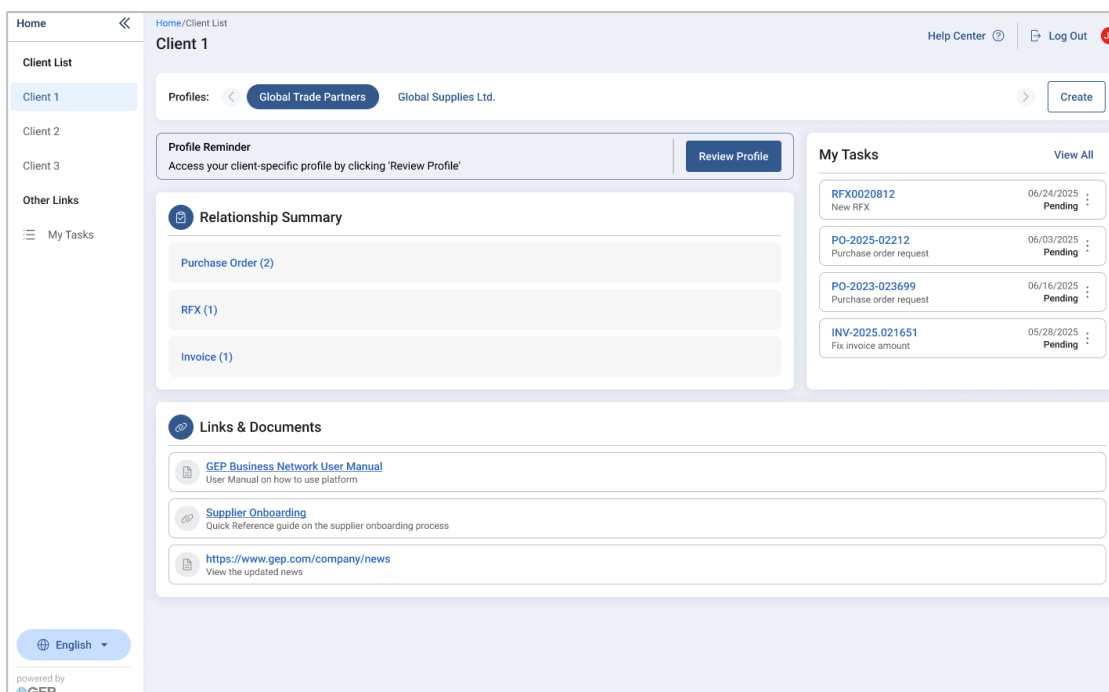 Home
Client List
Client 1
Client 2
Client 3
Other Links
My Tasks
English
powered by
GEP
Home/Client List
Client 1
Help Center
Log Out
J
Profiles:
Global Trade Partners
Global Supplies Ltd.
Create
Profile Reminder
Access your client-specific profile by clicking 'Review Profile'
Review Profile
Relationship Summary
Purchase Order (2)
RFX (1)
Invoice (1)
My Tasks
View All
RFX0020812
06/24/2025
New RFX
Pending
PO-2025-02212
06/03/2025
Purchase order request
Pending
PO-2023-023699
06/16/2025
Purchase order request
Pending
INV-2025.021651
05/28/2025
Fix invoice amount
Pending
Links & Documents
GEP Business Network User Manual
User Manual on how to use platform
Supplier Onboarding
Quick Reference guide on the supplier onboarding process
https://www.gep.com/company/news
View the updated news